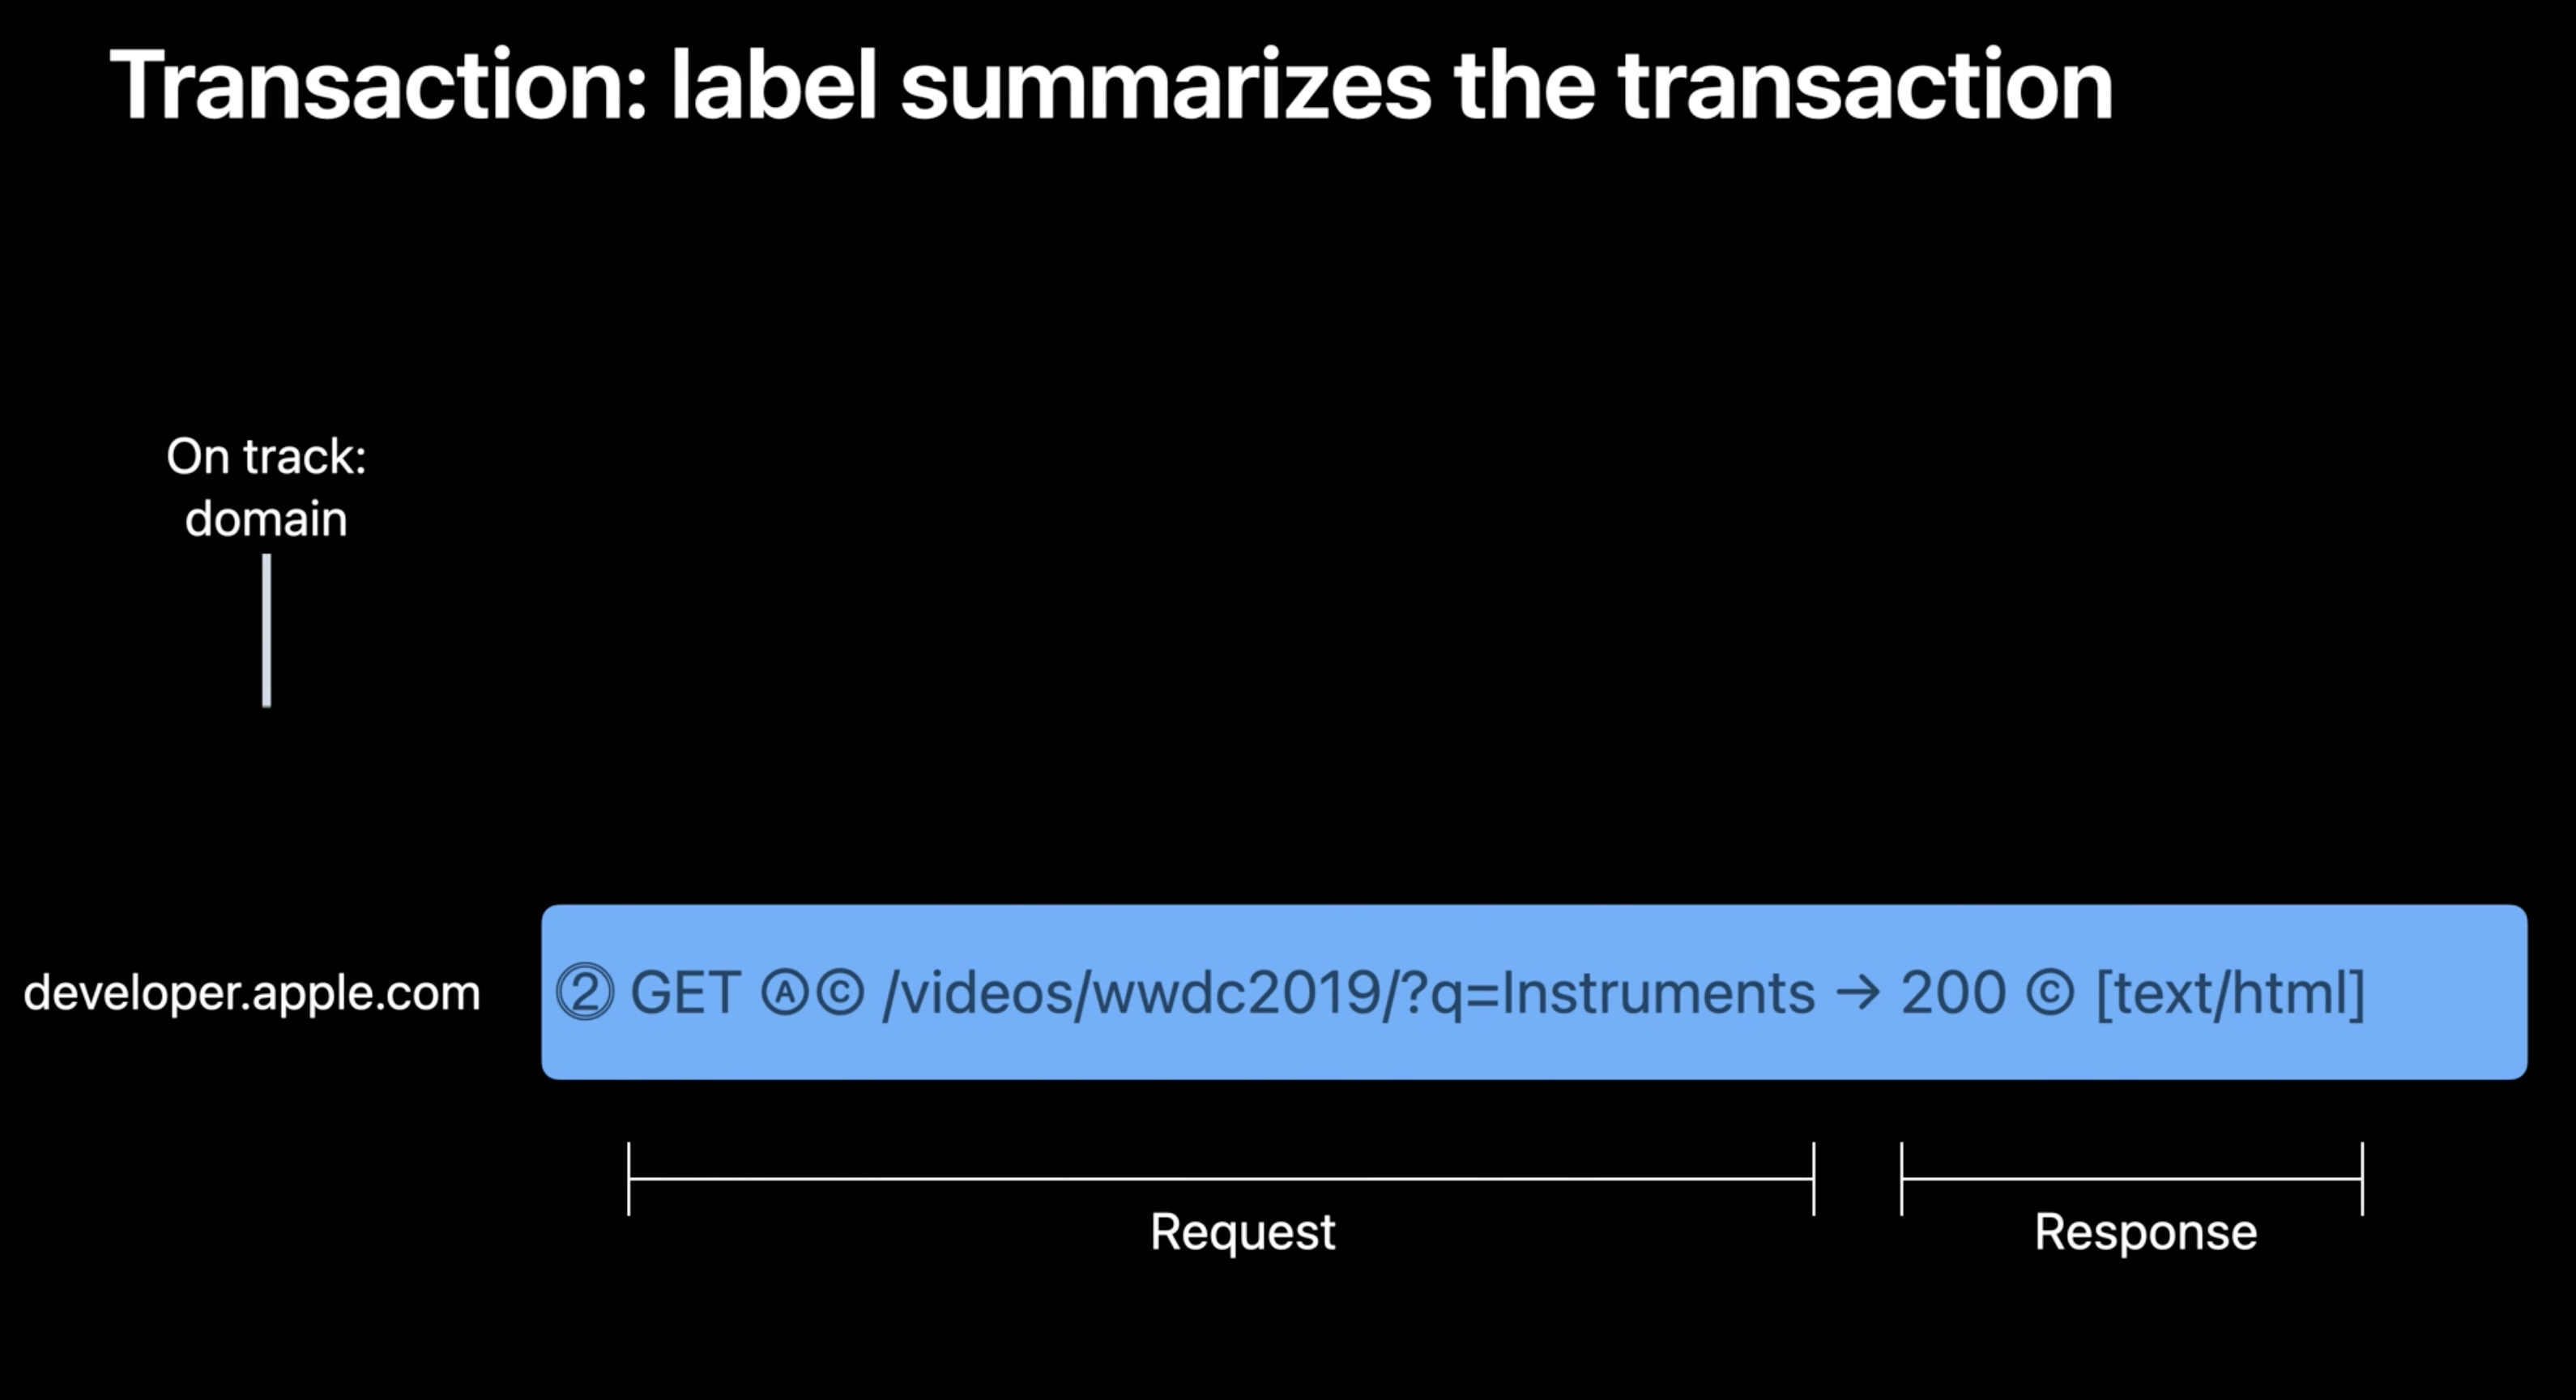 Transaction: label summarizes the transaction
On track:
domain
developer.apple.com
② GET Ⓐ© /videos/wwdc2019/?q=Instruments → 200 © [text/html]
Request
Response